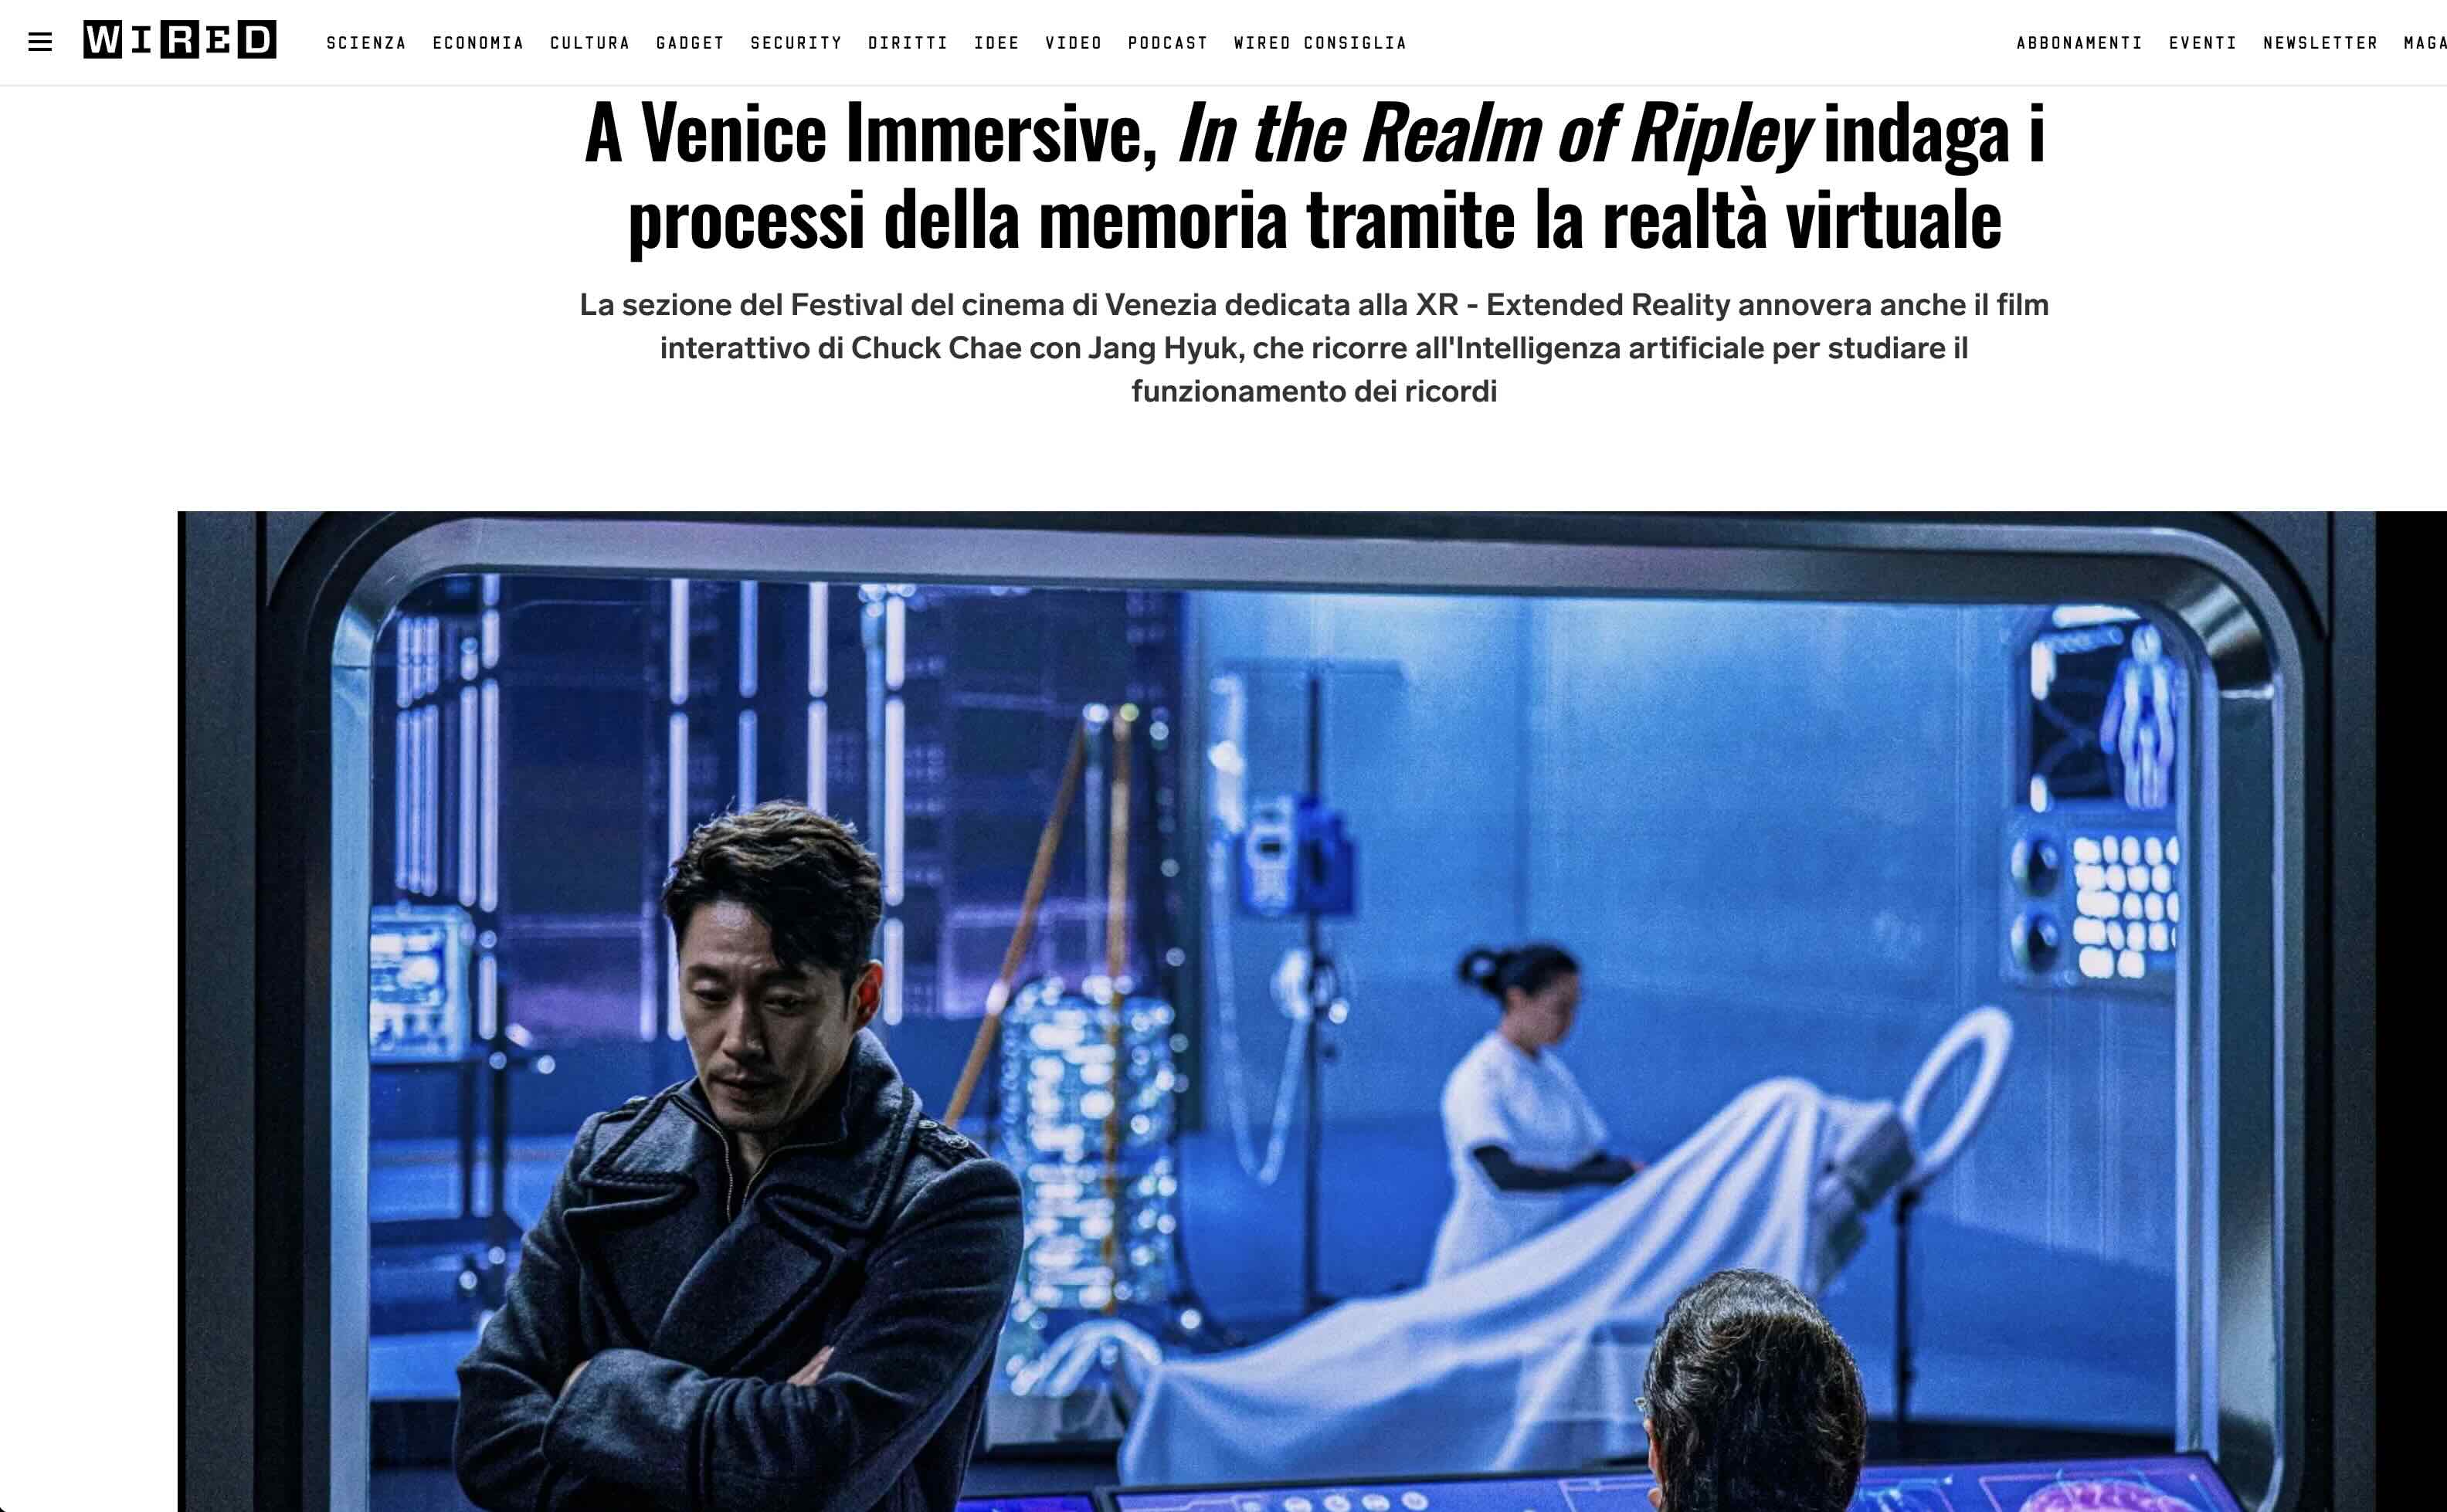 WIRED SCIENZA ECONOMIA CULTURA GADGET SECURITY DIRITTI IDEE VIDEO PODCAST WIRED CONSIGLIA ABBONAMENTI EVENTI NEWSLETTER MAGA
A Venice Immersive, In the Realm of Ripley indaga i
processi della memoria tramite la realtà virtuale
La sezione del Festival del cinema di Venezia dedicata alla XR - Extended Reality annovera anche il film
interattivo di Chuck Chae con Jang Hyuk, che ricorre all'Intelligenza artificiale per studiare il
funzionamento dei ricordi